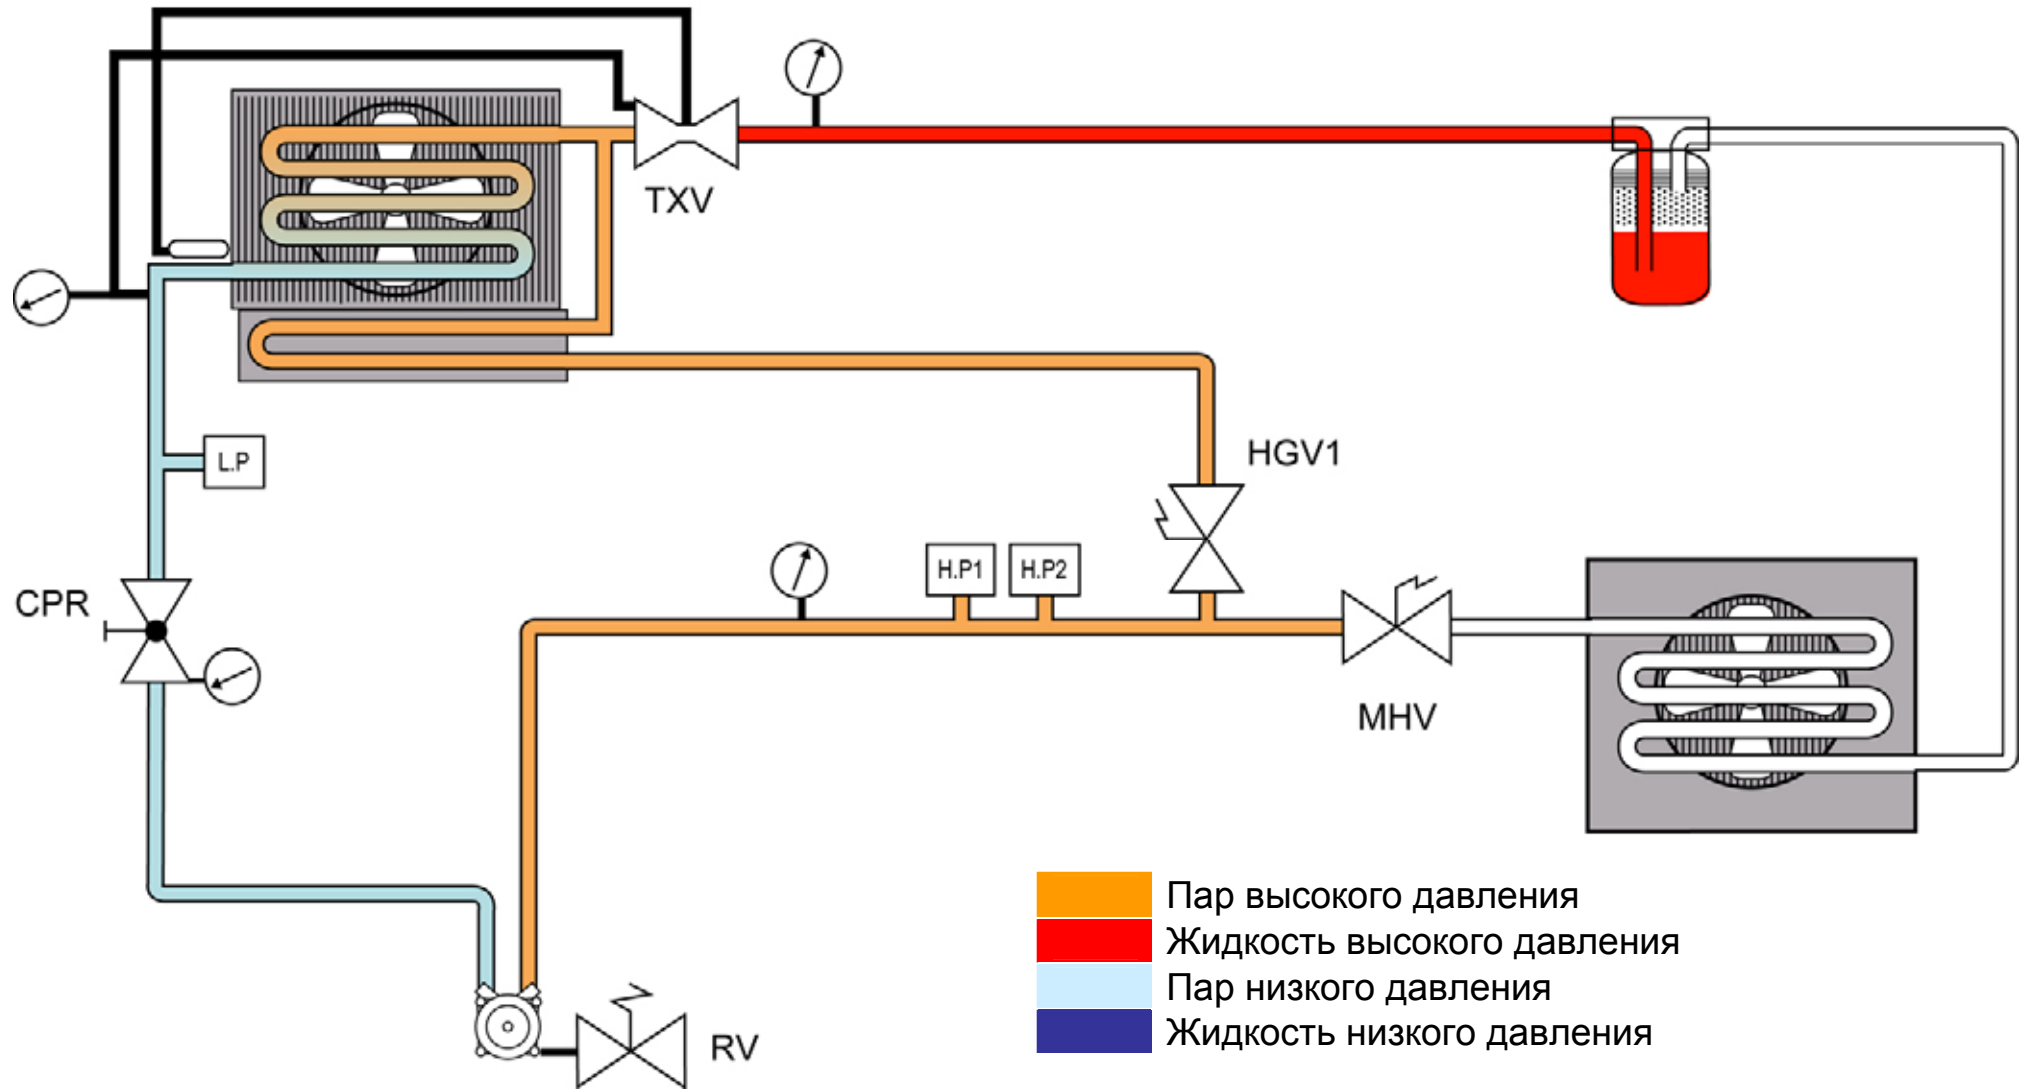 TXV
L.P
HGV1
H.P1
H.P2
CPR
MHV
RV
Пар высокого давления
Жидкость высокого давления
Пар низкого давления
Жидкость низкого давления